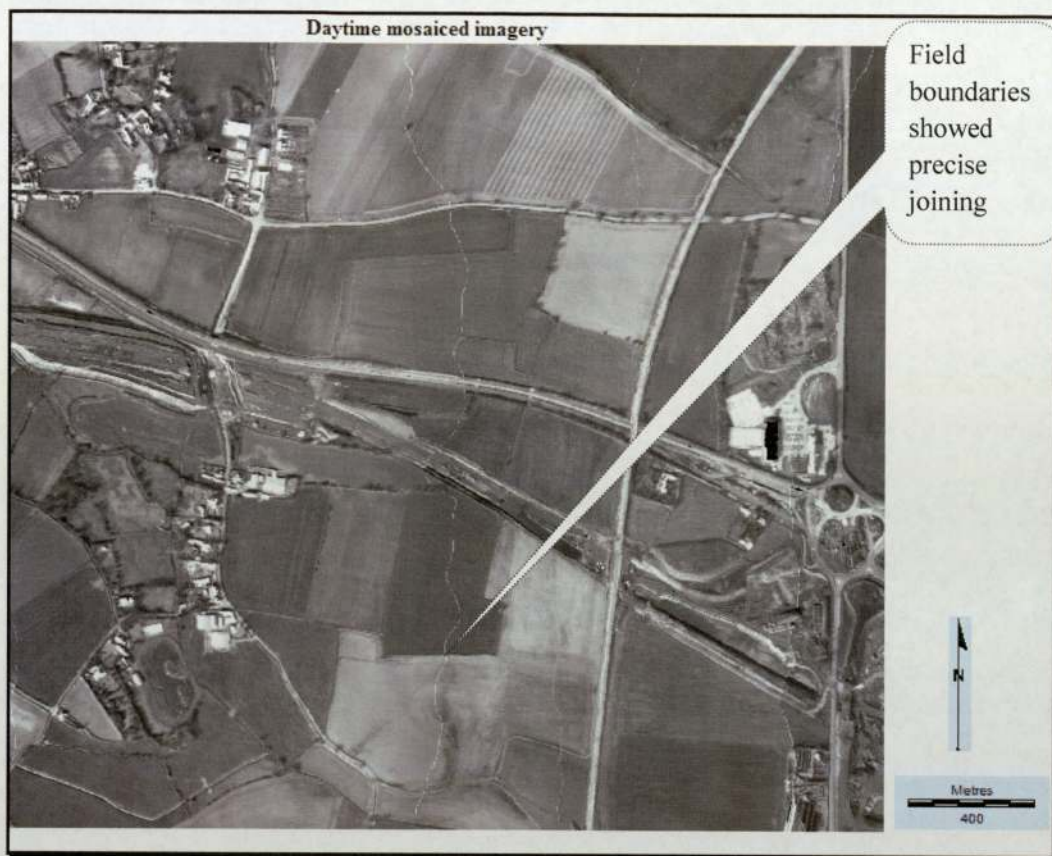 Daytime mosaiced imagery
Field
boundaries
showed
precise
joining
N
Metres
400